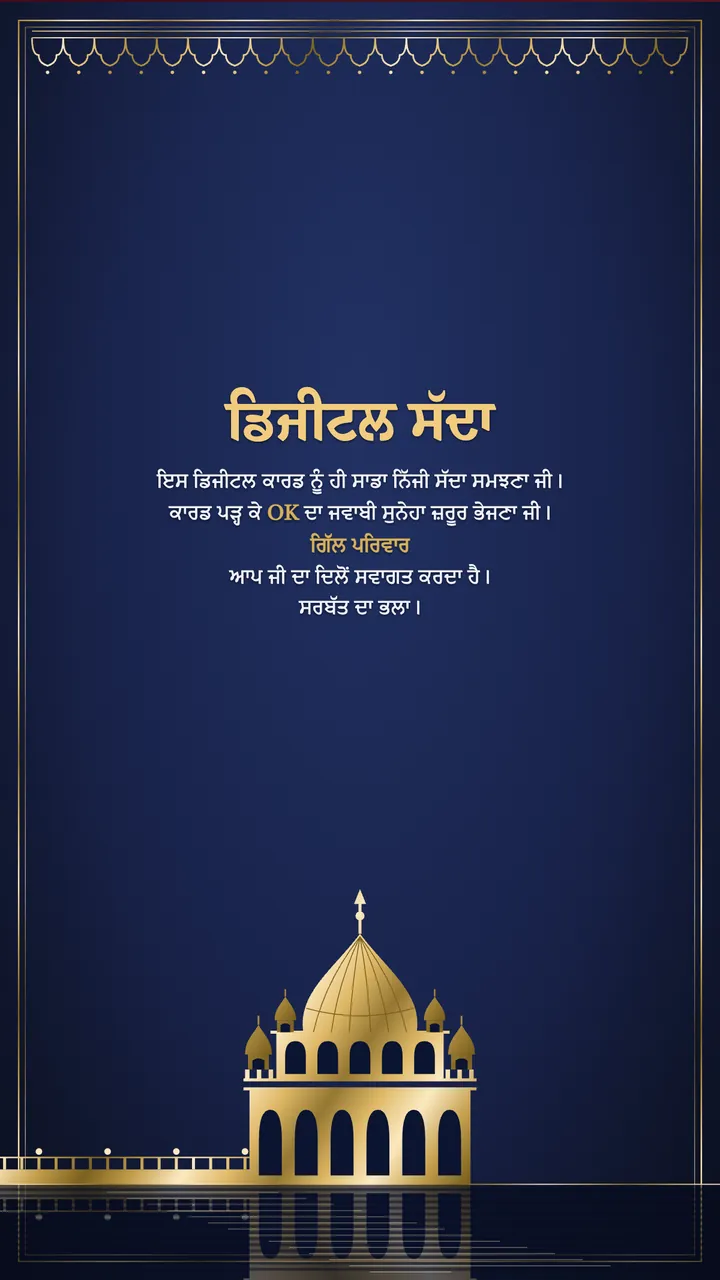 ਡਿਜੀਟਲ ਸੱਦਾ
ਇਸ ਡਿਜੀਟਲ ਕਾਰਡ ਨੂੰ ਹੀ ਸਾਡਾ ਨਿੱਜੀ ਸੱਦਾ ਸਮਝਣਾ ਜੀ।
ਕਾਰਡ ਪੜ੍ਹ ਕੇ OK ਦਾ ਜਵਾਬੀ ਸੁਨੇਹਾ ਜ਼ਰੂਰ ਭੇਜਣਾ ਜੀ।
ਗਿੱਲ ਪਰਿਵਾਰ
ਆਪ ਜੀ ਦਾ ਦਿਲੋਂ ਸਵਾਗਤ ਕਰਦਾ ਹੈ।
ਸਰਬੱਤ ਦਾ ਭਲਾ।